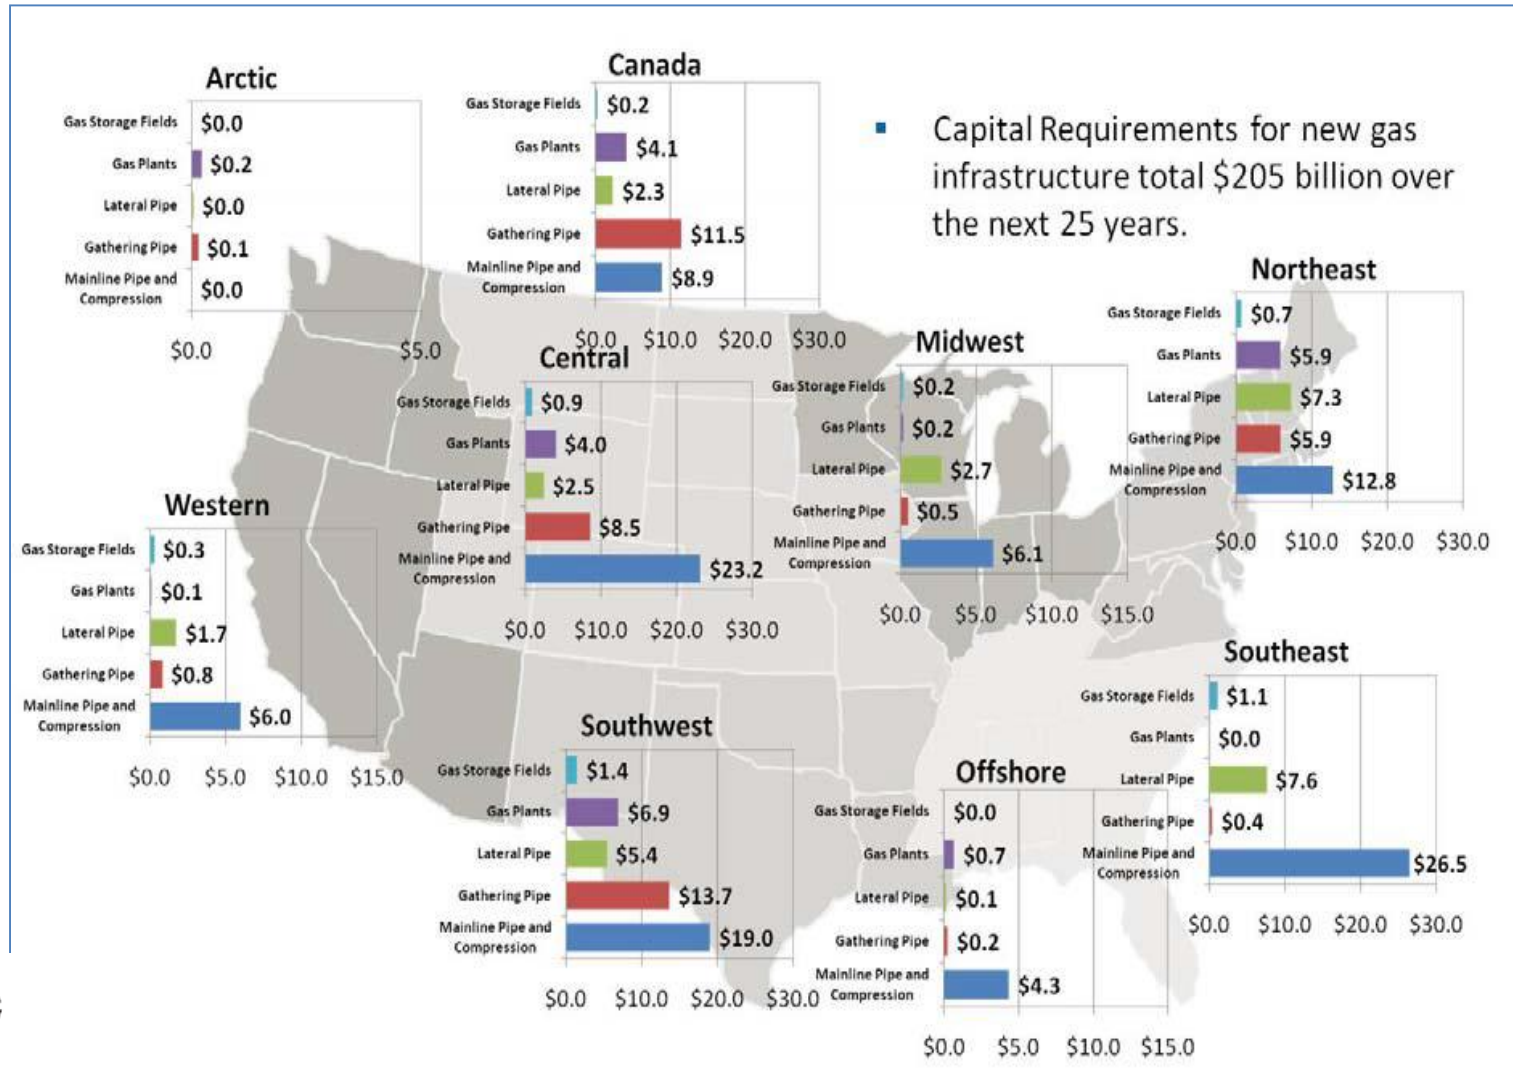 Arctic
Gas Storage Fields $0.0
Gas Plants $0.2
Lateral Pipe $0.0
Gathering Pipe $0.1
Mainline Pipe and
Compression $0.0
$0.0 $5.0
Canada
Gas Storage Fields $0.2
Gas Plants $4.1
Lateral Pipe $2.3
Gathering Pipe $11.5
Mainline Pipe and
Compression $8.9
$0.0 $10.0 $20.0 $30.0
▪ Capital Requirements for new gas
infrastructure total $205 billion over
the next 25 years.
Central
Gas Storage Fields $0.9
Gas Plants $4.0
Lateral Pipe $2.5
Gathering Pipe $8.5
Mainline Pipe and
Compression $23.2
$0.0 $10.0 $20.0 $30.0
Midwest
Gas Storage Fields $0.2
Gas Plants $0.2
Lateral Pipe $2.7
Gathering Pipe $0.5
Mainline Pipe and
Compression $6.1
$0.0 $5.0 $10.0 $15.0
Northeast
Gas Storage Fields $0.7
Gas Plants $5.9
Lateral Pipe $7.3
Gathering Pipe $5.9
Mainline Pipe and
Compression $12.8
$0.0 $10.0 $20.0 $30.0
Western
Gas Storage Fields $0.3
Gas Plants $0.1
Lateral Pipe $1.7
Gathering Pipe $0.8
Mainline Pipe and
Compression $6.0
$0.0 $5.0 $10.0 $15.0
Southwest
Gas Storage Fields $1.4
Gas Plants $6.9
Lateral Pipe $5.4
Gathering Pipe $13.7
Mainline Pipe and
Compression $19.0
$0.0 $10.0 $20.0 $30.0
Offshore
Gas Storage Fields $0.0
Gas Plants $0.7
Lateral Pipe $0.1
Gathering Pipe $0.2
Mainline Pipe and
Compression $4.3
$0.0 $5.0 $10.0 $15.0
Southeast
Gas Storage Fields $1.1
Gas Plants $0.0
Lateral Pipe $7.6
Gathering Pipe $0.4
Mainline Pipe and
Compression $26.5
$0.0 $10.0 $20.0 $30.0